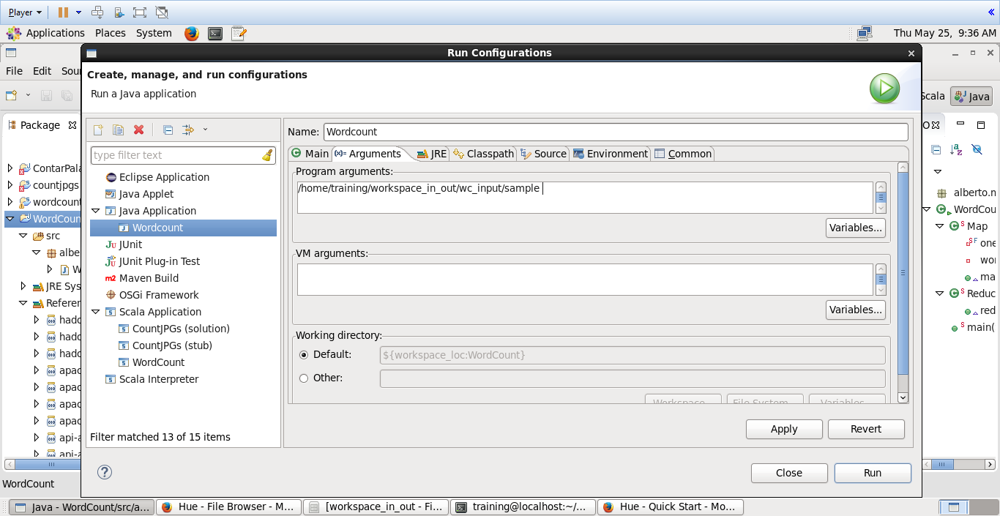 Player
Applications Places System Thu May 25, 9:36 AM
Run Configurations
File Edit Sou
Create, manage, and run configurations
Run a Java application
Scala Java
Package
Name: Wordcount
type filter text
Main (x)= Arguments JRE Classpath Source Environment Common
ContarPala
countjpgs
wordcount
WordCoun
src
albe
W
JRE Sys
Referen
hado
hado
hado
apac
apac
apac
apac
api-a
api-a
Eclipse Application
Java Applet
Java Application
Wordcount
JUnit
JUnit Plug-in Test
Maven Build
OSGi Framework
Scala Application
CountJPGs (solution)
CountJPGs (stub)
WordCount
Scala Interpreter
Filter matched 13 of 15 items
Program arguments:
/home/training/workspace_in_out/wc_input/sample
Variables...
VM arguments:
Variables...
Working directory:
Default: ${workspace_loc:WordCount}
Other:
Workspace... File System... Variables...
Apply Revert
Close Run
alberto.n
WordCou
Map
one
wor
ma
Reduc
red
main(
WordCount
Java - WordCount/src/a... Hue - File Browser - M... [workspace_in_out - Fi... training@localhost:~/... Hue - Quick Start - Mo...